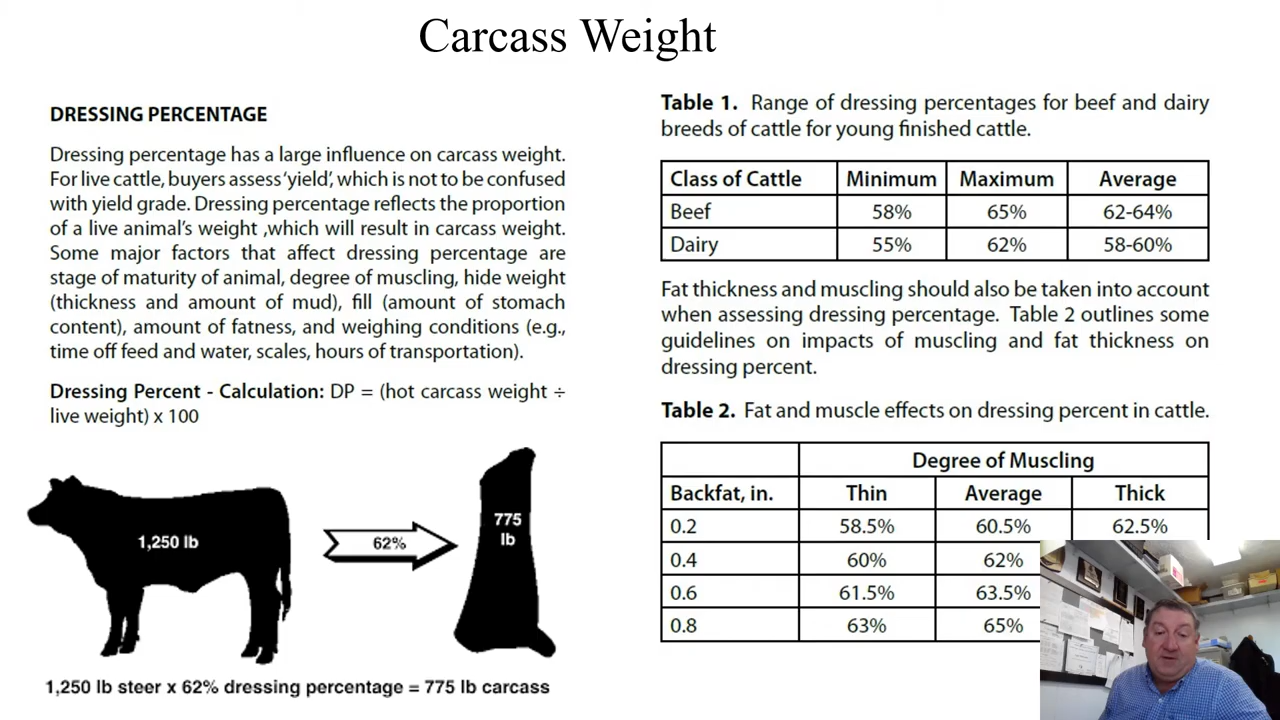 Carcass Weight
DRESSING PERCENTAGE
Dressing percentage has a large influence on carcass weight.
For live cattle, buyers assess ‘yield’, which is not to be confused
with yield grade. Dressing percentage reflects the proportion
of a live animal’s weight ,which will result in carcass weight.
Some major factors that affect dressing percentage are
stage of maturity of animal, degree of muscling, hide weight
(thickness and amount of mud), fill (amount of stomach
content), amount of fatness, and weighing conditions (e.g.,
time off feed and water, scales, hours of transportation).
Dressing Percent - Calculation: DP = (hot carcass weight ÷
live weight) x 100
1,250 lb
62%
775
lb
1,250 lb steer x 62% dressing percentage = 775 lb carcass
Table 1. Range of dressing percentages for beef and dairy
breeds of cattle for young finished cattle.
Class of Cattle Minimum Maximum Average
Beef 58% 65% 62-64%
Dairy 55% 62% 58-60%
Fat thickness and muscling should also be taken into account
when assessing dressing percentage. Table 2 outlines some
guidelines on impacts of muscling and fat thickness on
dressing percent.
Table 2. Fat and muscle effects on dressing percent in cattle.
Degree of Muscling
Backfat, in. Thin Average Thick
0.2 58.5% 60.5% 62.5%
0.4 60% 62%
0.6 61.5% 63.5%
0.8 63% 65%